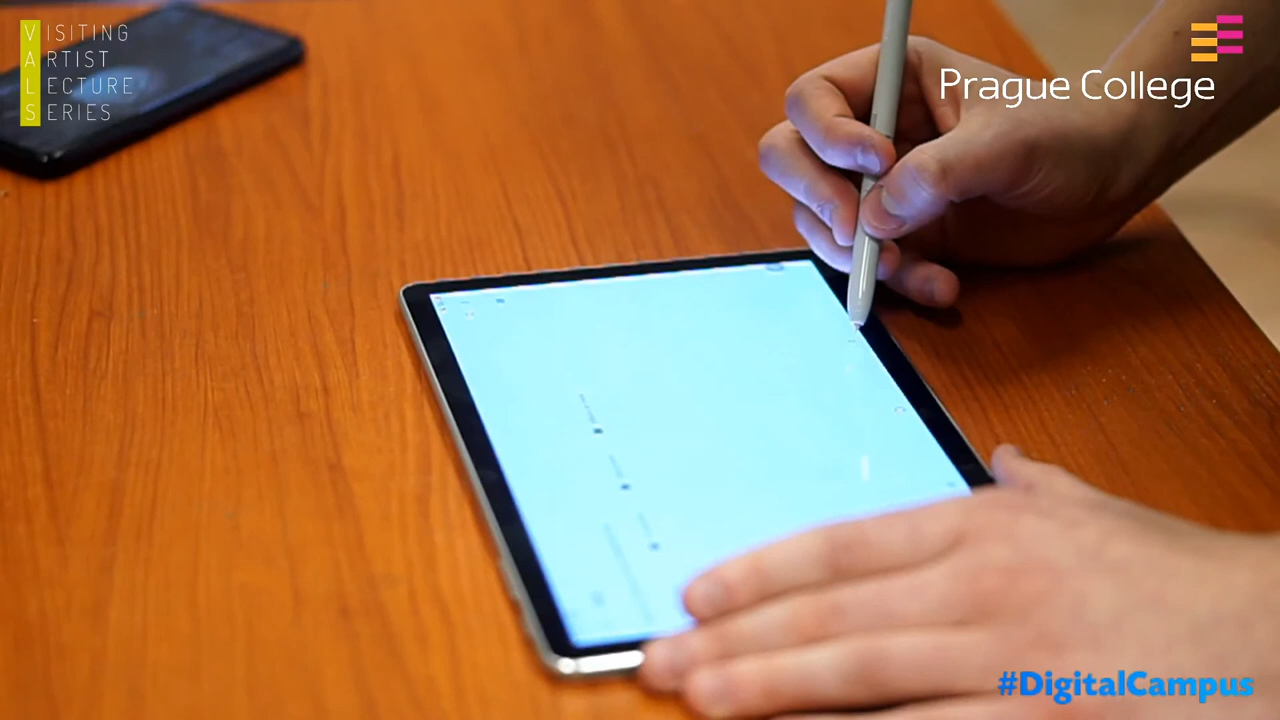 VISITING
ARTIST
LECTURE
SERIES
Prague College
#DigitalCampus